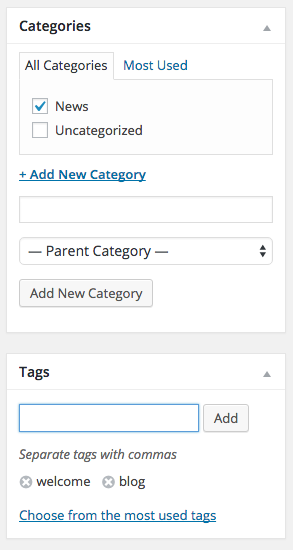 Categories
All Categories Most Used
News
Uncategorized
+ Add New Category
— Parent Category —
Add New Category
Tags
Add
Separate tags with commas
welcome blog
Choose from the most used tags